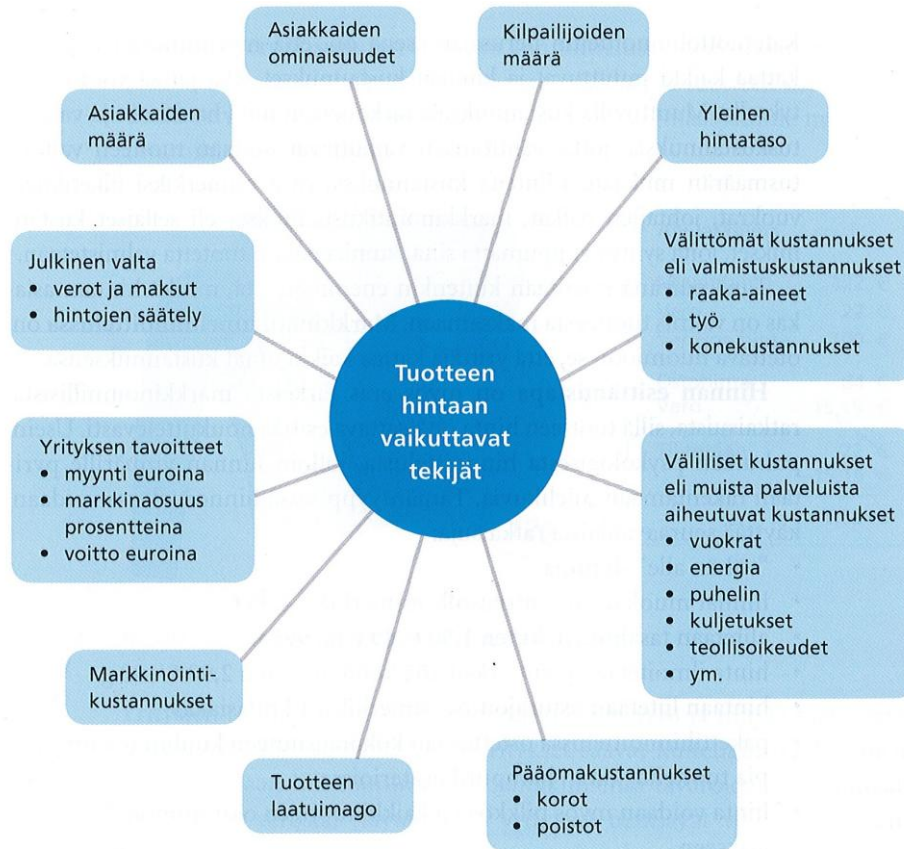 Asiakkaiden
ominaisuudet
Kilpailijoiden
määrä
Asiakkaiden
määrä
Yleinen
hintataso
Julkinen valta
• verot ja maksut
• hintojen säätely
Välittömät kustannukset
eli valmistuskustannukset
• raaka-aineet
• työ
• konekustannukset
Tuotteen
hintaan
vaikuttavat
tekijät
Yrityksen tavoitteet
• myynti euroina
• markkinaosuus
prosenteina
• voitto euroina
Välilliset kustannukset
eli muista palveluista
aiheutuvat kustannukset
• vuokrat
• energia
• puhelin
• kuljetukset
• teollisoikeudet
• ym.
Markkinointi-
kustannukset
Tuotteen
laatuimago
Pääomakustannukset
• korot
• poistot